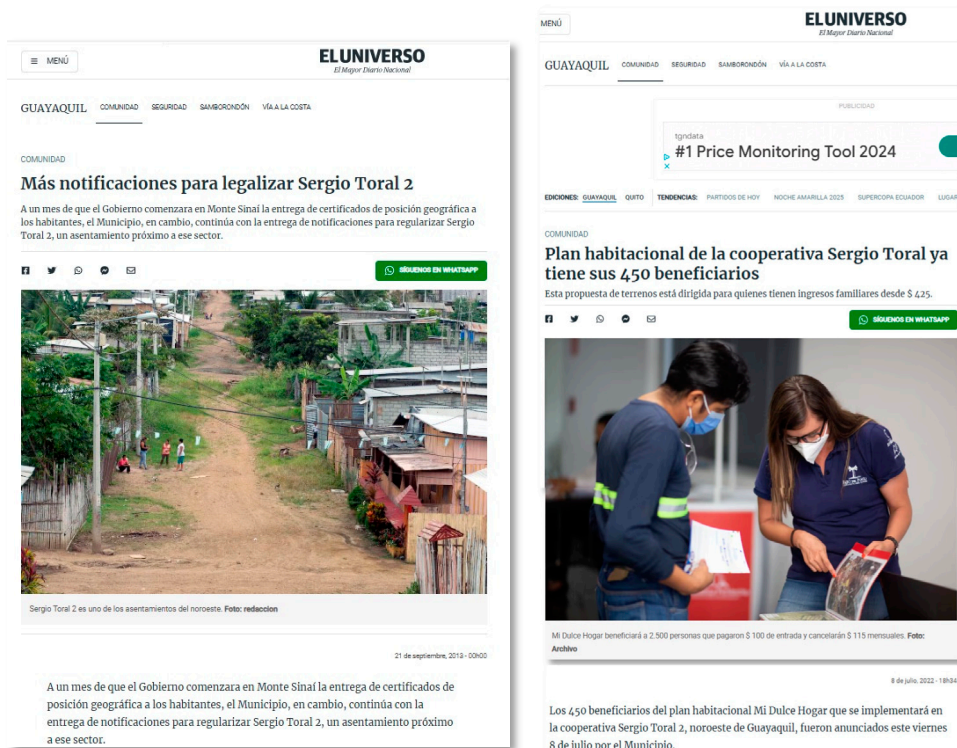 MENÚ
EL UNIVERSO
El Mayor Diario Nacional
GUAYAQUIL COMUNIDAD SEGURIDAD SAMBORONDÓN VÍA A LA COSTA
COMUNIDAD
Más notificaciones para legalizar Sergio Toral 2
A un mes de que el Gobierno comenzara en Monte Sinaí la entrega de certificados de posición geográfica a
los habitantes, el Municipio, en cambio, continúa con la entrega de notificaciones para regularizar Sergio
Toral 2, un asentamiento próximo a ese sector.
SÍGUENOS EN WHATSAPP
Sergio Toral 2 es uno de los asentamientos del noroeste. Foto: redaccion
21 de septiembre, 2013 - 00h00
A un mes de que el Gobierno comenzara en Monte Sinaí la entrega de certificados de
posición geográfica a los habitantes, el Municipio, en cambio, continúa con la
entrega de notificaciones para regularizar Sergio Toral 2, un asentamiento próximo
a ese sector.
MENÚ
EL UNIVERSO
El Mayor Diario Nacional
GUAYAQUIL COMUNIDAD SEGURIDAD SAMBORONDÓN VÍA A LA COSTA
PUBLICIDAD
tgndata
#1 Price Monitoring Tool 2024
EDICIONES: GUAYAQUIL QUITO TENDENCIAS: PARTIDOS DE HOY NOCHE AMARILLA 2025 SUPERCOPA ECUADOR LUGAR
COMUNIDAD
Plan habitacional de la cooperativa Sergio Toral ya
tiene sus 450 beneficiarios
Esta propuesta de terrenos está dirigida para quienes tienen ingresos familiares desde $ 425.
SÍGUENOS EN WHATSAPP
Mi Dulce Hogar beneficiará a 2.500 personas que pagaron $ 100 de entrada y cancelarán $ 115 mensuales. Foto:
Archivo
8 de julio, 2022 - 18h34
Los 450 beneficiarios del plan habitacional Mi Dulce Hogar que se implementará en
la cooperativa Sergio Toral 2, noroeste de Guayaquil, fueron anunciados este viernes
8 de julio por el Municipio.